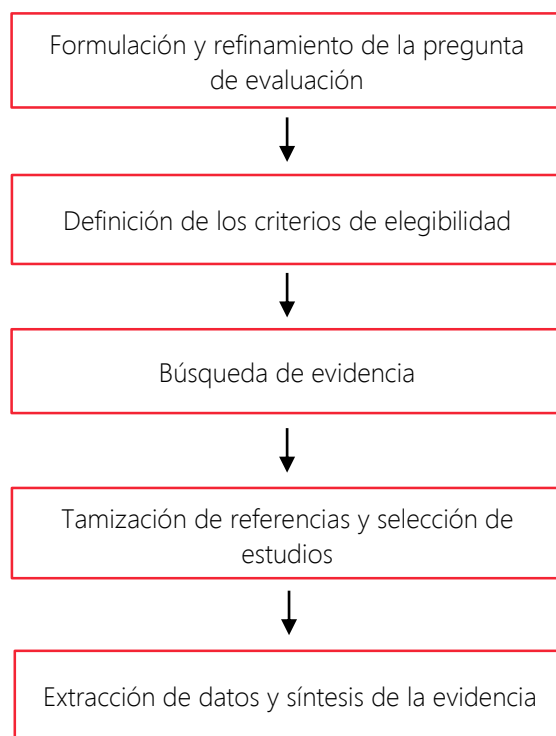 Formulación y refinamiento de la pregunta
de evaluación
Definición de los criterios de elegibilidad
Búsqueda de evidencia
Tamización de referencias y selección de
estudios
Extracción de datos y síntesis de la evidencia